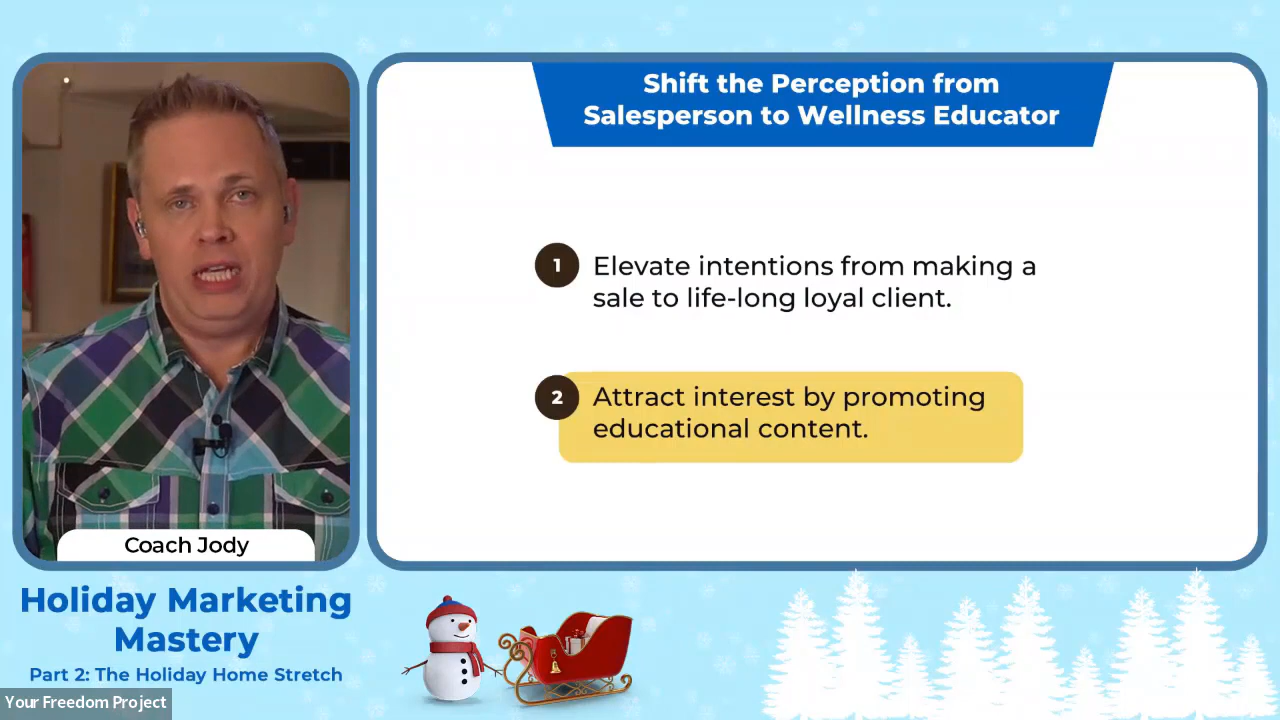 Shift the Perception from
Salesperson to Wellness Educator
1 Elevate intentions from making a
sale to life-long loyal client.
2 Attract interest by promoting
educational content.
Coach Jody
Holiday Marketing
Mastery
Part 2: The Holiday Home Stretch
Your Freedom Project